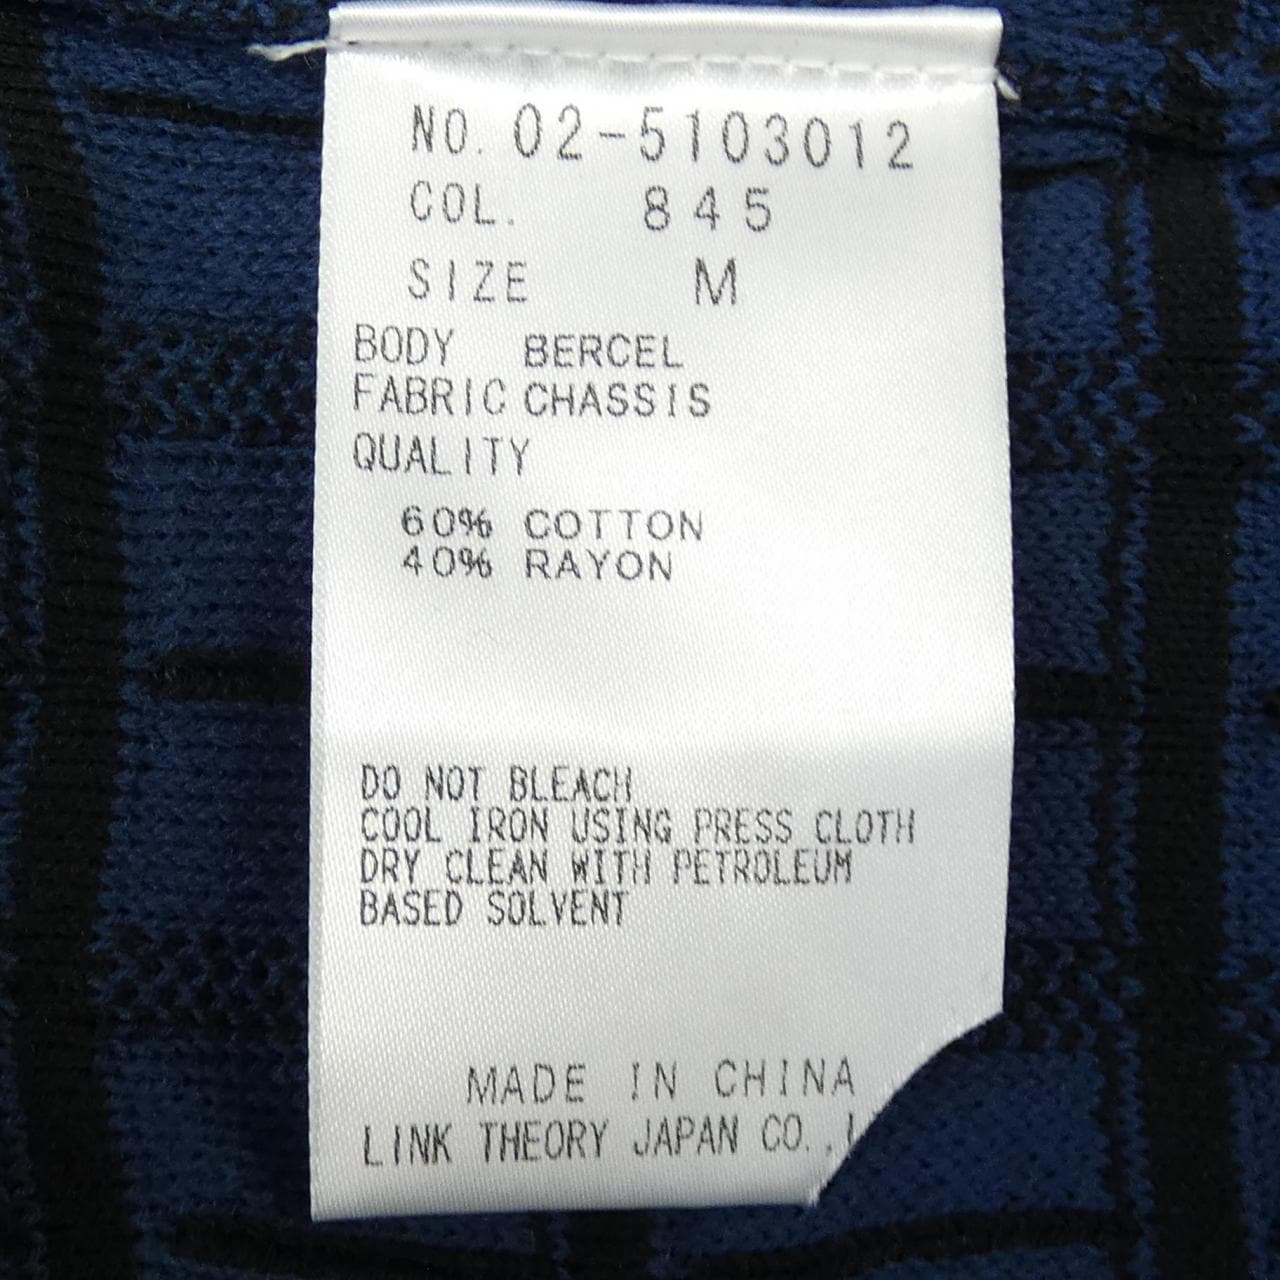 NO. 02-5103012
COL. 845
SIZE M
BODY BERCEL
FABRIC CHASSIS
QUALITY
60% COTTON
40% RAYON
DO NOT BLEACH
COOL IRON USING PRESS CLOTH
DRY CLEAN WITH PETROLEUM
BASED SOLVENT
MADE IN CHINA
LINK THEORY JAPAN CO.,